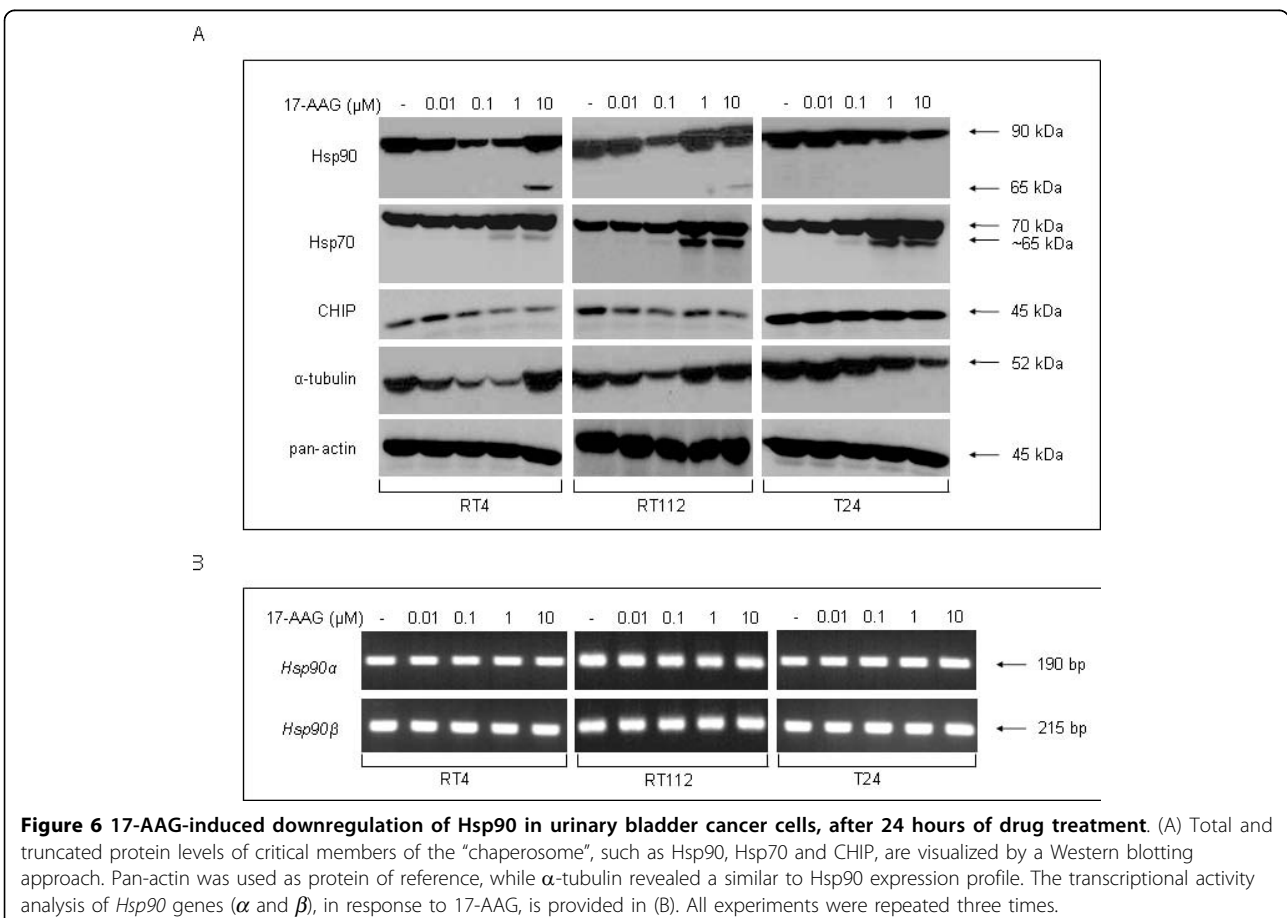 A
17-AAG (µM) - 0.01 0.1 1 10 - 0.01 0.1 1 10 - 0.01 0.1 1 10
Hsp90
90 kDa
65 kDa
Hsp70
70 kDa
~65 kDa
CHIP
45 kDa
α-tubulin
52 kDa
pan-actin
45 kDa
RT4 RT112 T24
B
17-AAG (µM) - 0.01 0.1 1 10 - 0.01 0.1 1 10 - 0.01 0.1 1 10
Hsp90α
190 bp
Hsp90β
215 bp
RT4 RT112 T24
Figure 6 17-AAG-induced downregulation of Hsp90 in urinary bladder cancer cells, after 24 hours of drug treatment. (A) Total and
truncated protein levels of critical members of the “chaperosome”, such as Hsp90, Hsp70 and CHIP, are visualized by a Western blotting
approach. Pan-actin was used as protein of reference, while α-tubulin revealed a similar to Hsp90 expression profile. The transcriptional activity
analysis of Hsp90 genes (α and β), in response to 17-AAG, is provided in (B). All experiments were repeated three times.